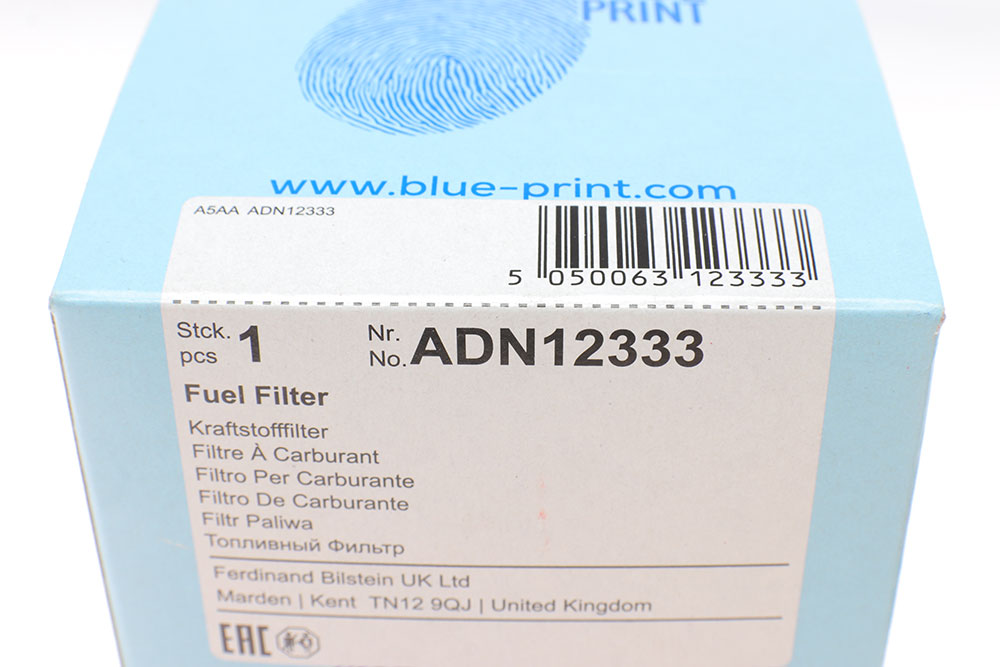 PRINT
www.blue-print.com
A5AA ADN12333
5 050063 123333
Stck. 1 Nr. ADN12333
pcs No.
Fuel Filter
Kraftstofffilter
Filtre À Carburant
Filtro Per Carburante
Filtro De Carburante
Filtr Paliwa
Топливный Фильтр
Ferdinand Bilstein UK Ltd
Marden | Kent TN12 9QJ | United Kingdom
EAC